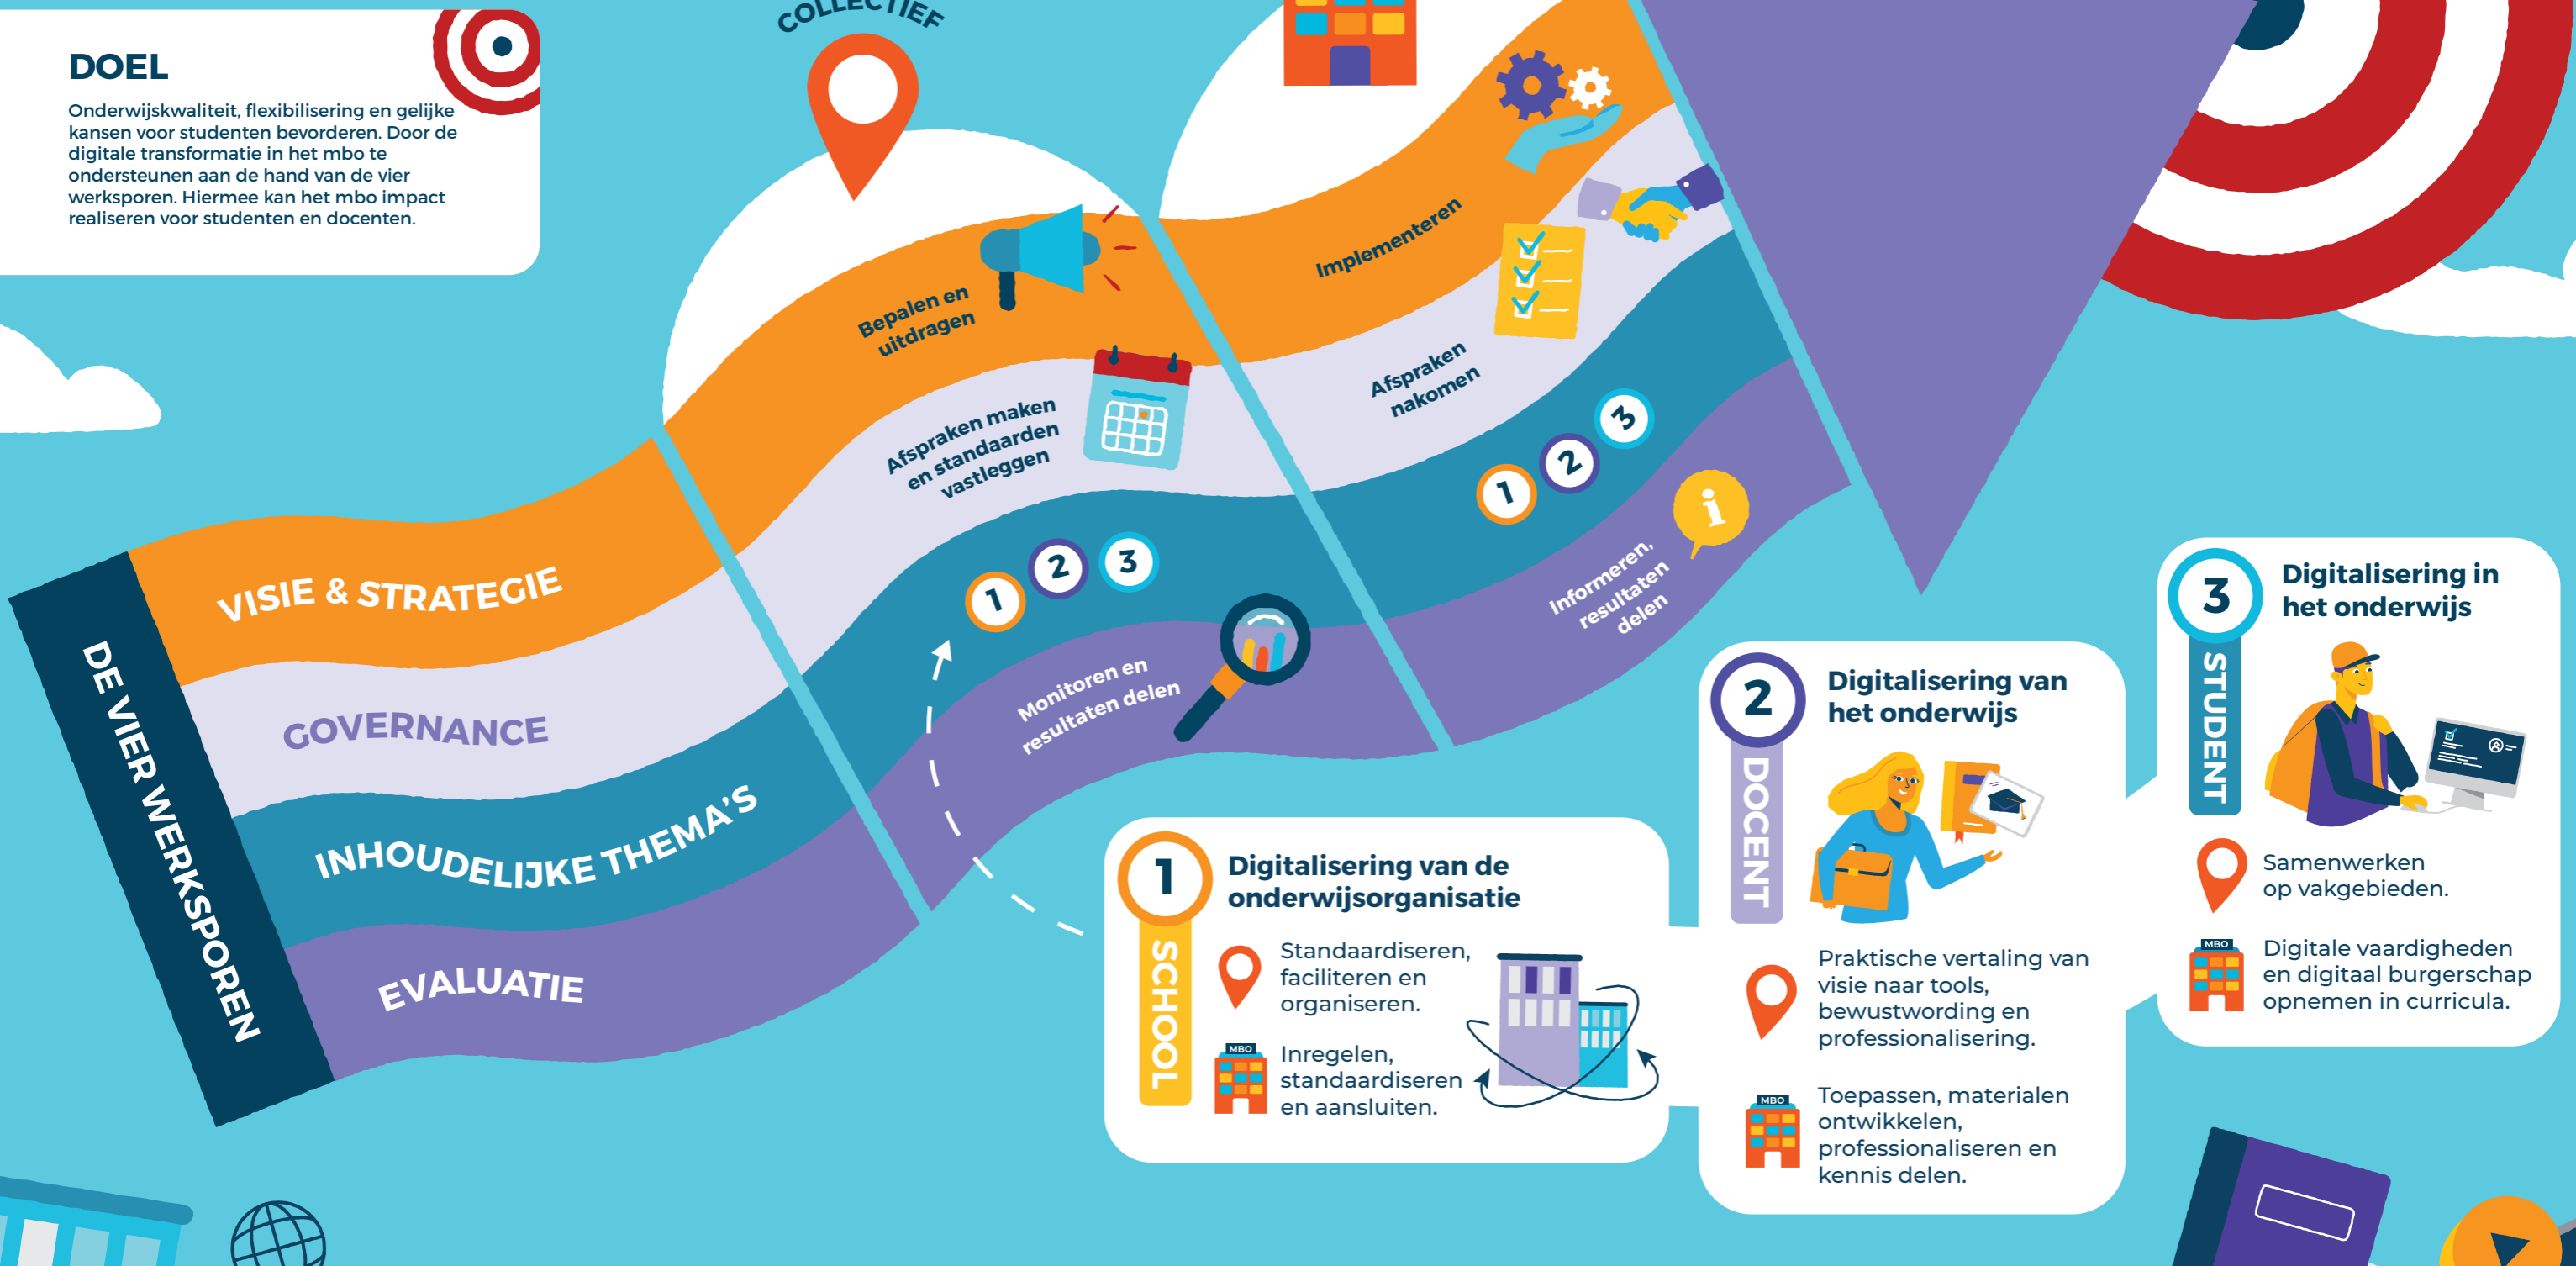 DOEL
Onderwijskwaliteit, flexibilisering en gelijke
kansen voor studenten bevorderen. Door de
digitale transformatie in het mbo te
ondersteunen aan de hand van de vier
werksporen. Hiermee kan het mbo impact
realiseren voor studenten en docenten.
COLLECTIEF
DE VIER WERKSPOREN
VISIE & STRATEGIE
Bepalen en
uitdragen
Implementeren
GOVERNANCE
Afspraken maken
en standaarden
vastleggen
Afspraken
nakomen
INHOUDELIJKE THEMA'S
1
2
3
1
2
3
EVALUATIE
Monitoren en
resultaten delen
Informeren,
resultaten
delen
i
1
SCHOOL
Digitalisering van de
onderwijsorganisatie
Standaardiseren,
faciliteren en
organiseren.
MBO
Inregelen,
standaardiseren
en aansluiten.
2
DOCENT
Digitalisering van
het onderwijs
Praktische vertaling van
visie naar tools,
bewustwording en
professionalisering.
MBO
Toepassen, materialen
ontwikkelen,
professionaliseren en
kennis delen.
3
STUDENT
Digitalisering in
het onderwijs
Samenwerken
op vakgebieden.
MBO
Digitale vaardigheden
en digitaal burgerschap
opnemen in curricula.